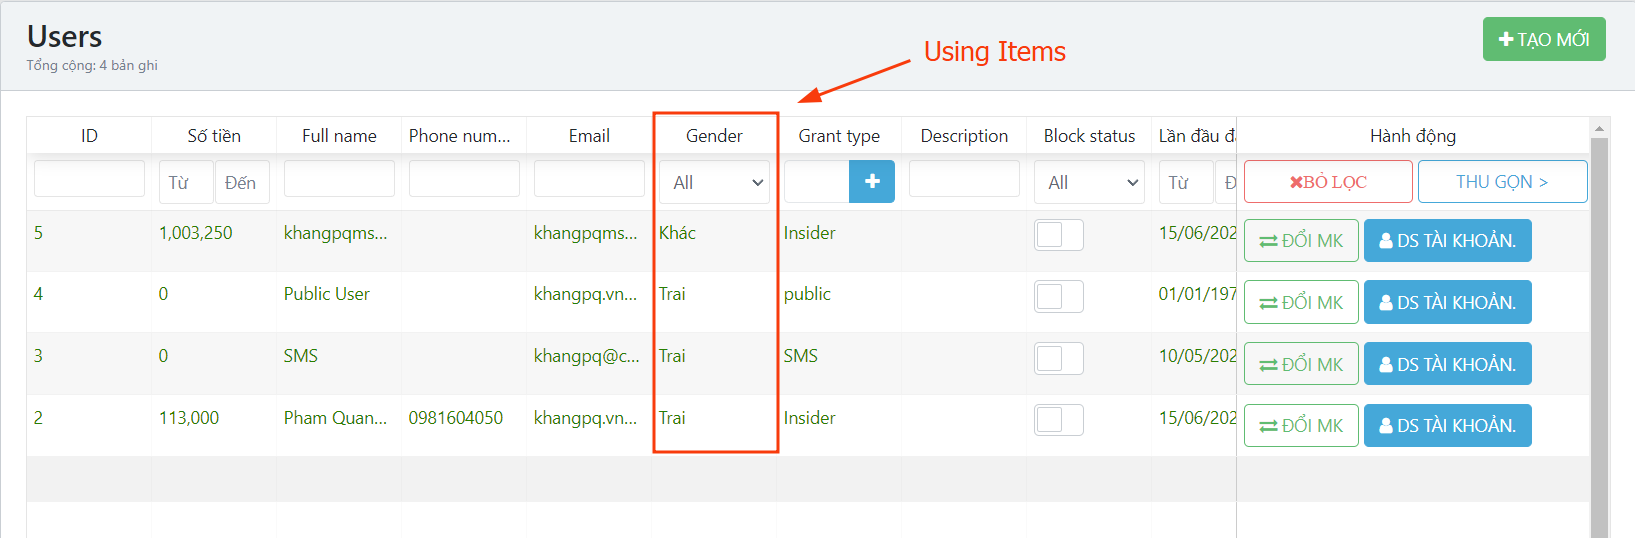 Users
Tổng cộng: 4 bản ghi
Using Items
TẠO MỚI
ID Số tiền Full name Phone num... Email Gender Grant type Description Block status Lần đầu đ Hành động
Từ Đến All All Từ Đ BỎ LỌC THU GỌN >
5 1,003,250 khangpqms... khangpqms... Khác Insider 15/06/202 ĐỔI MK DS TÀI KHOẢN.
4 0 Public User khangpq.vn... Trai public 01/01/197 ĐỔI MK DS TÀI KHOẢN.
3 0 SMS khangpq@c... Trai SMS 10/05/202 ĐỔI MK DS TÀI KHOẢN.
2 113,000 Pham Quan... 0981604050 khangpq.vn... Trai Insider 15/06/202 ĐỔI MK DS TÀI KHOẢN.